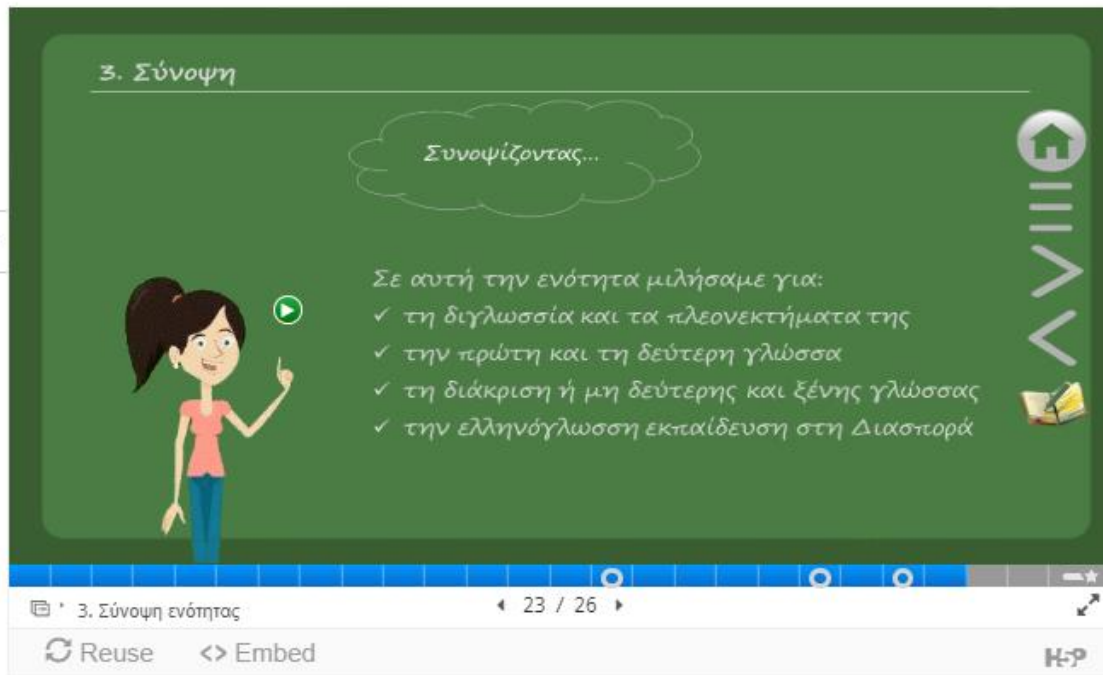 3. Σύνοψη
Συνοψίζοντας...
Σε αυτή την ενότητα μιλήσαμε για:
✓ τη διγλωσσία και τα πλεονεκτήματα της
✓ την πρώτη και τη δεύτερη γλώσσα
✓ τη διάκριση ή μη δεύτερης και ξένης γλώσσας
✓ την ελληνόγλωσση εκπαίδευση στη Διασπορά
3. Σύνοψη ενότητας
23 / 26
Reuse
<> Embed
H5P